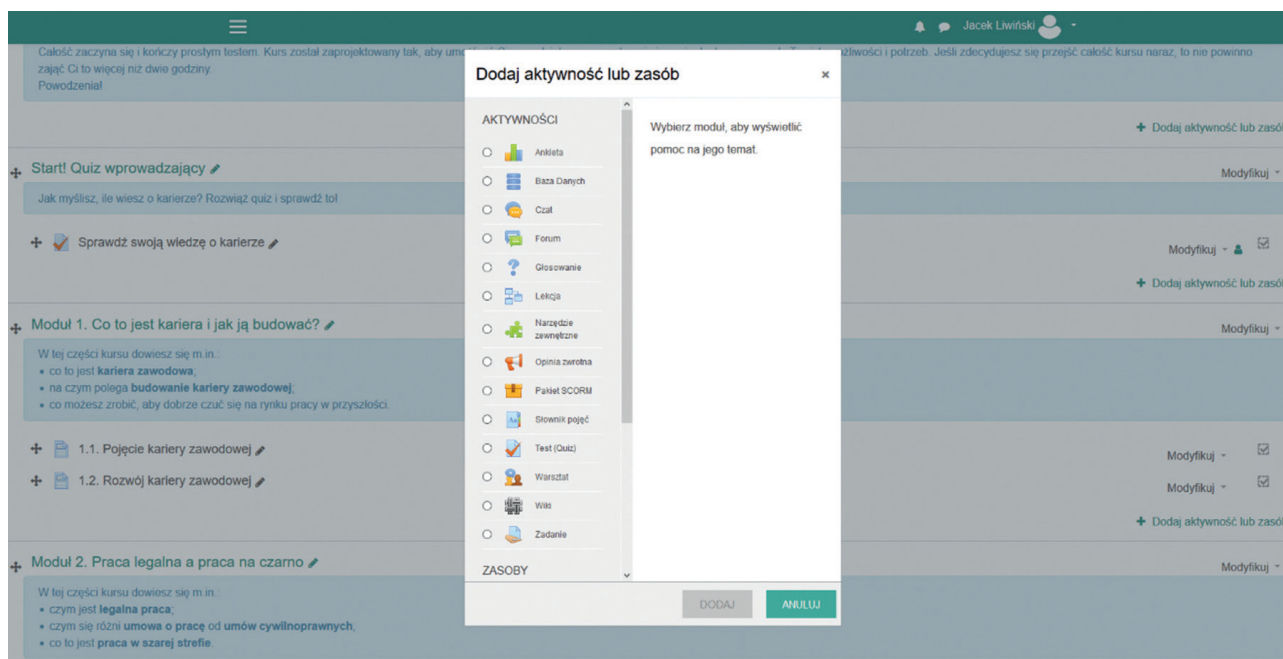 Jacek Liwiński
Całość zaczyna się i kończy prostym testem. Kurs został zaprojektowany tak, aby
możliwości i potrzeb. Jeśli zdecydujesz się przejść całość kursu naraz, to nie powinno
zająć Ci to więcej niż dwie godziny.
Powodzenia!
+ Dodaj aktywność lub zasób
Start! Quiz wprowadzający
Modyfikuj
Jak myślisz, ile wiesz o karierze? Rozwiąż quiz i sprawdź to!
Sprawdź swoją wiedzę o karierze
Modyfikuj
+ Dodaj aktywność lub zasób
Moduł 1. Co to jest kariera i jak ją budować?
Modyfikuj
W tej części kursu dowiesz się m.in.:
• co to jest kariera zawodowa;
• na czym polega budowanie kariery zawodowej;
• co możesz zrobić, aby dobrze czuć się na rynku pracy w przyszłości.
1.1. Pojęcie kariery zawodowej
Modyfikuj
1.2. Rozwój kariery zawodowej
Modyfikuj
+ Dodaj aktywność lub zasób
Moduł 2. Praca legalna a praca na czarno
Modyfikuj
W tej części kursu dowiesz się m.in.:
• czym jest legalna praca;
• czym się różni umowa o pracę od umów cywilnoprawnych;
• co to jest praca w szarej strefie.
Dodaj aktywność lub zasób
×
AKTYWNOŚCI
Ankieta
Baza Danych
Czat
Forum
Głosowanie
Lekcja
Narzędzie
zewnętrzne
Opinia zwrotna
Pakiet SCORM
Słownik pojęć
Test (Quiz)
Warsztat
Wiki
Zadanie
ZASOBY
Wybierz moduł, aby wyświetlić
pomoc na jego temat.
DODAJ
ANULUJ